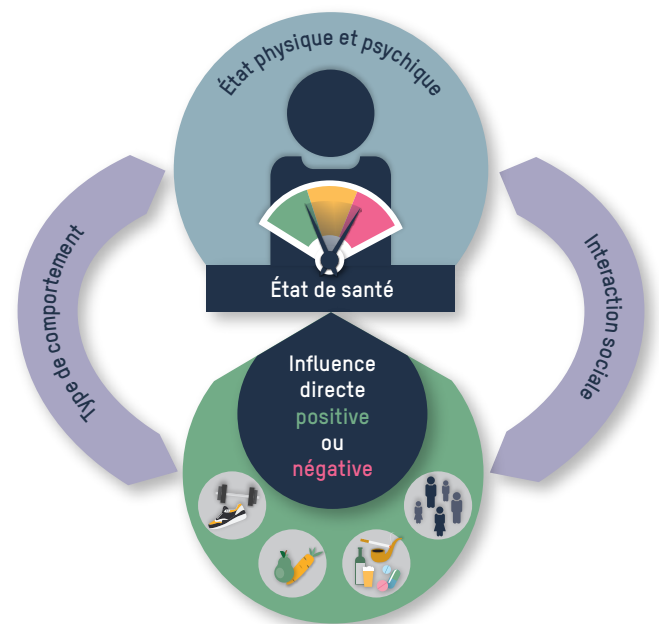 État physique et psychique
État de santé
Type de comportement
Interaction sociale
Influence
directe
positive
ou
négative